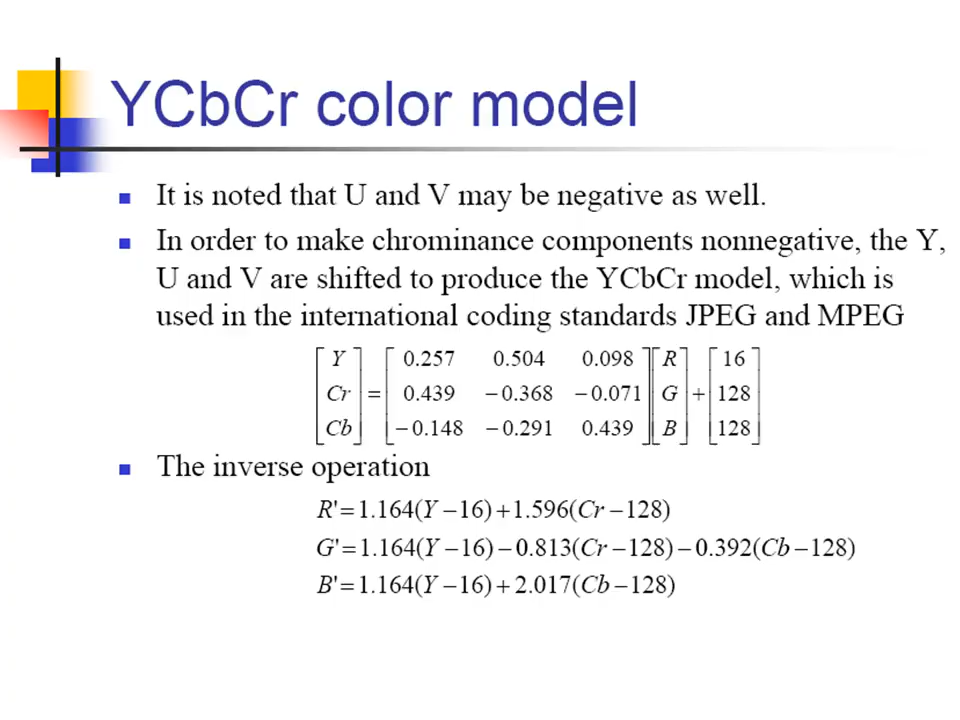 YCbCr color model
It is noted that U and V may be negative as well.
In order to make chrominance components nonnegative, the Y,
U and V are shifted to produce the YCbCr model, which is
used in the international coding standards JPEG and MPEG
[Y] [0.257 0.504 0.098] [R] [16]
[Cr] = [0.439 −0.368 −0.071] [G] + [128]
[Cb] [−0.148 −0.291 0.439] [B] [128]
The inverse operation
R'=1.164(Y−16)+1.596(Cr−128)
G'=1.164(Y−16)−0.813(Cr−128)−0.392(Cb−128)
B'=1.164(Y−16)+2.017(Cb−128)